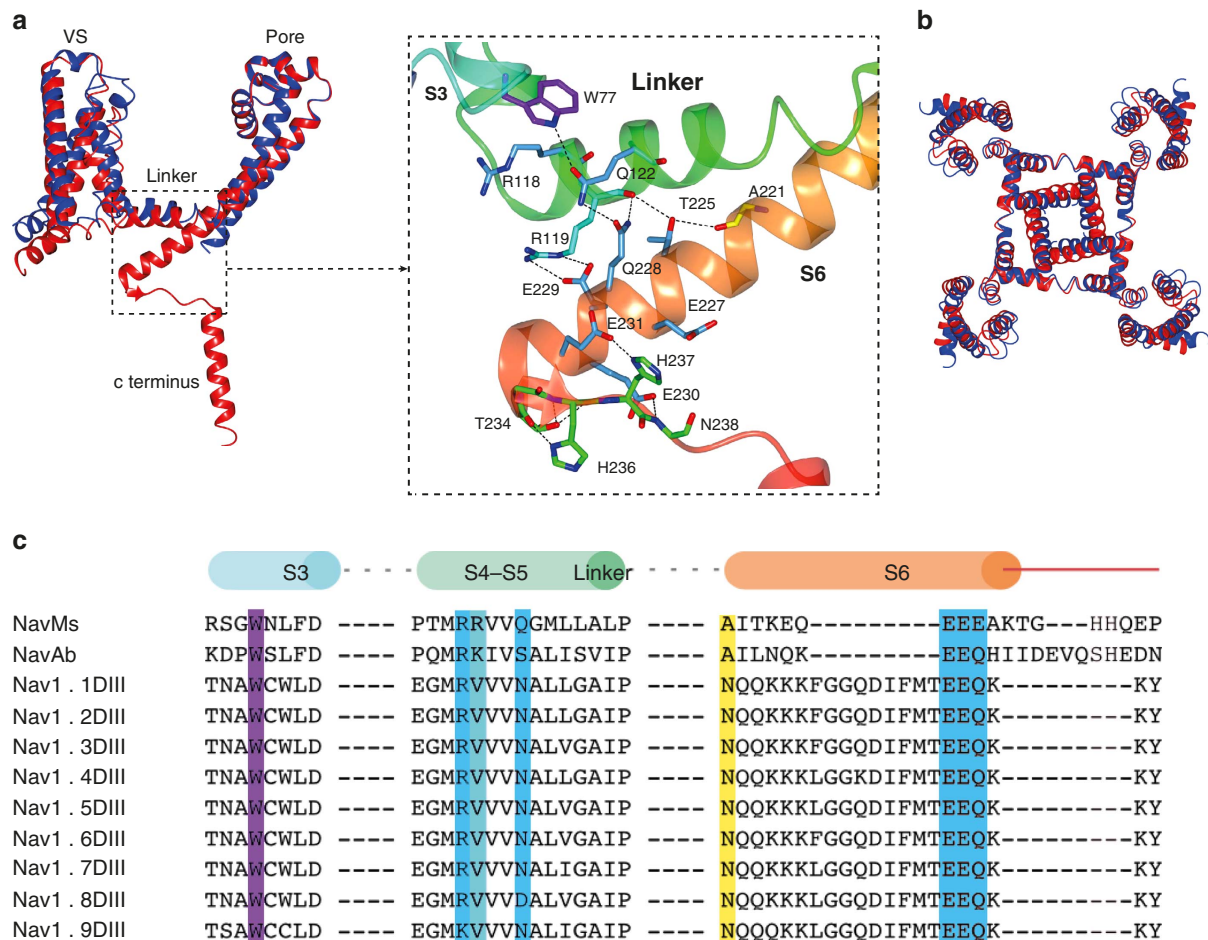 a
b
VS
Pore
Linker
c terminus
Linker
S3
W77
R118
Q122
A221
T225
R119
Q228
S6
E229
E227
E231
H237
E230
T234
N238
H236
c
S3
S4–S5 Linker
S6
NavMs RSGWNLFD ---- PTMRRVVQGMLLALP ---- AITKEQ---------EEEAKTG---HHQEP
NavAb KDPWSLFD ---- PQMRKIVSALISVIP ---- AILNQK---------EEQHIIDEVQSHEDN
Nav1 . 1DIII TNAWCWLD ---- EGMRVVVNALLGAIP ---- NQQKKKFGGQDIFMTEEQK--------KY
Nav1 . 2DIII TNAWCWLD ---- EGMRVVVNALLGAIP ---- NQQKKKFGGQDIFMTEEQK--------KY
Nav1 . 3DIII TNAWCWLD ---- EGMRVVVNALVGAIP ---- NQQKKKFGGQDIFMTEEQK--------KY
Nav1 . 4DIII TNAWCWLD ---- EGMRVVVNALLGAIP ---- NQQKKKLGGKDIFMTEEQK--------KY
Nav1 . 5DIII TNAWCWLD ---- EGMRVVVNALVGAIP ---- NQQKKKLGGQDIFMTEEQK--------KY
Nav1 . 6DIII TNAWCWLD ---- EGMRVVVNALVGAIP ---- NQQKKKFGGQDIFMTEEQK--------KY
Nav1 . 7DIII TNAWCWLD ---- EGMRVVVNALIGAIP ---- NQQKKKLGGQDIFMTEEQK--------KY
Nav1 . 8DIII TNAWCWLD ---- EGMRVVVDALVGAIP ---- NQQKKKLGGQDIFMTEEQK--------KY
Nav1 . 9DIII TSAWCCLD ---- EGMKVVVNALIGAIP ---- NQQQKKLGGQDIFMTEEQK--------KY